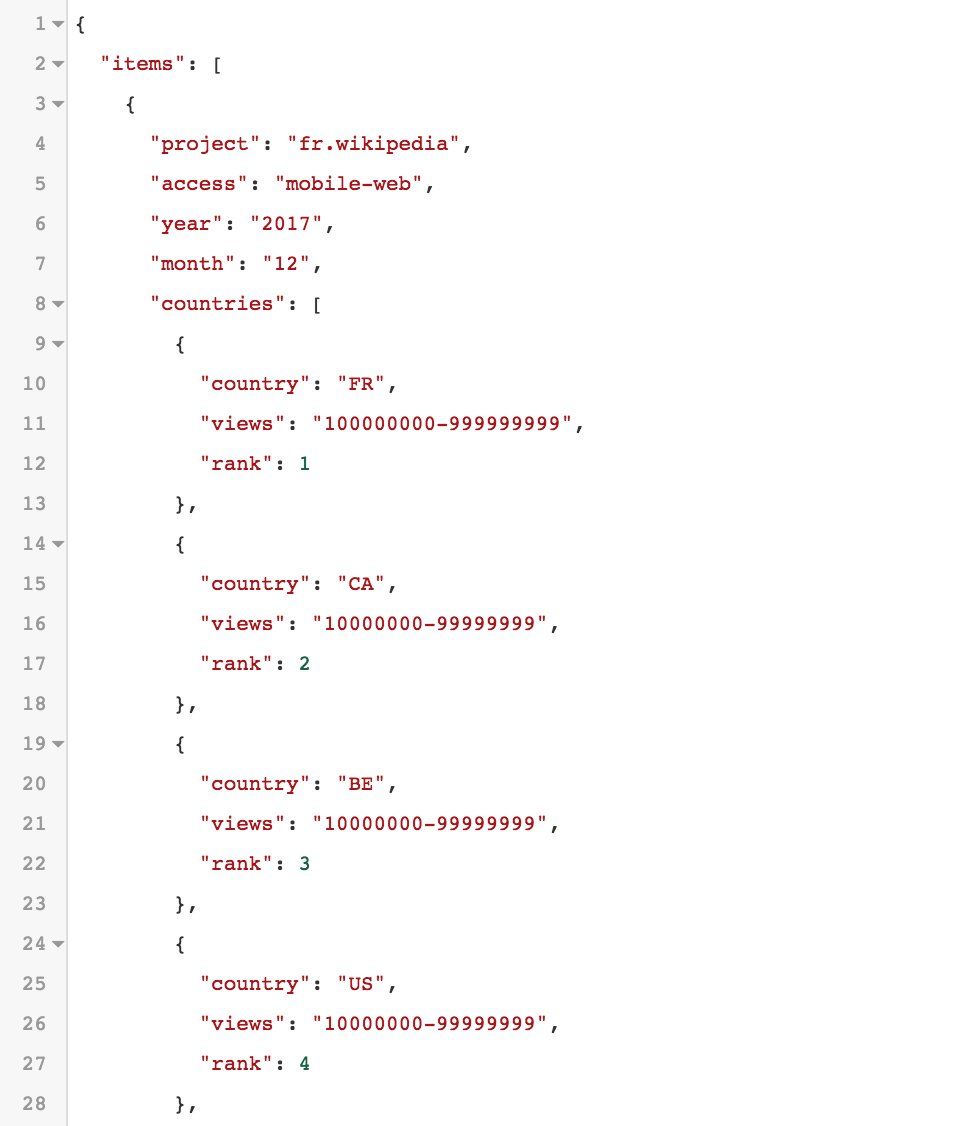 1 {
2 "items": [
3 {
4 "project": "fr.wikipedia",
5 "access": "mobile-web",
6 "year": "2017",
7 "month": "12",
8 "countries": [
9 {
10 "country": "FR",
11 "views": "100000000-999999999",
12 "rank": 1
13 },
14 {
15 "country": "CA",
16 "views": "10000000-99999999",
17 "rank": 2
18 },
19 {
20 "country": "BE",
21 "views": "10000000-99999999",
22 "rank": 3
23 },
24 {
25 "country": "US",
26 "views": "10000000-99999999",
27 "rank": 4
28 },